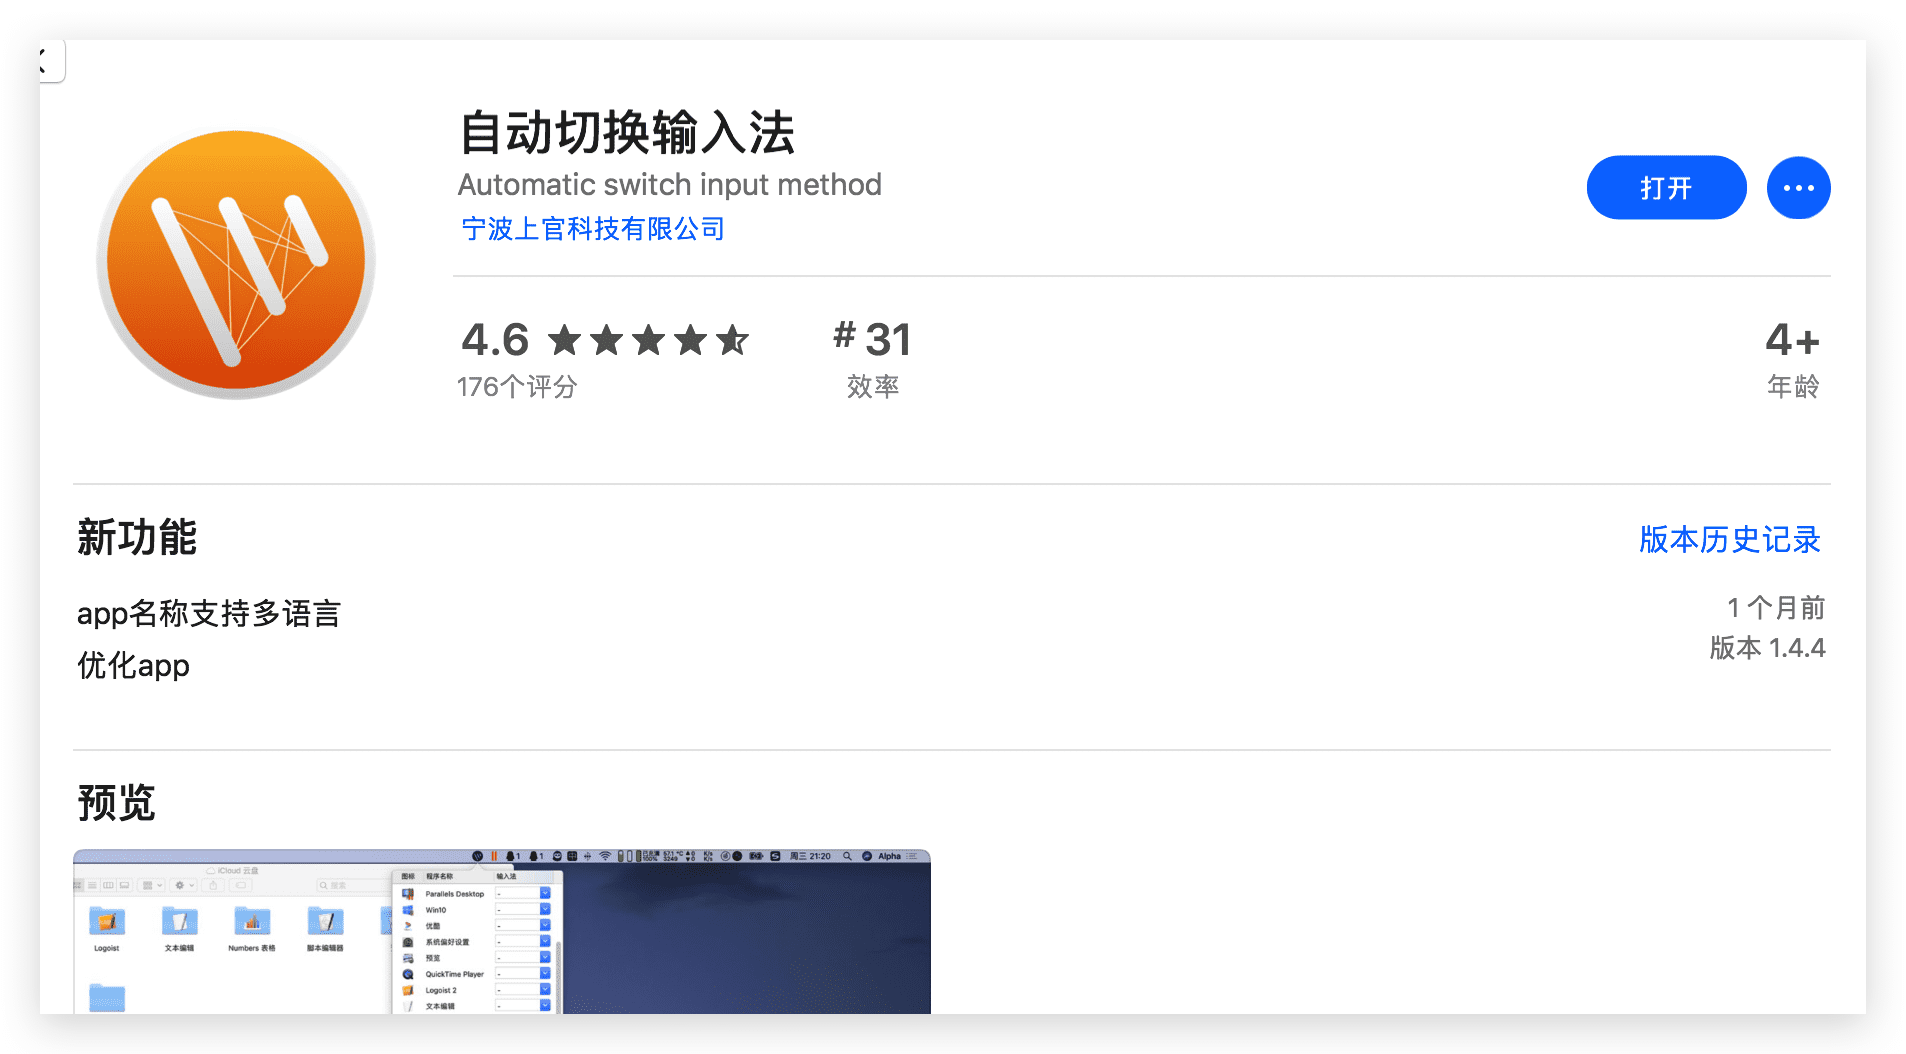 自动切换输入法
Automatic switch input method
宁波上官科技有限公司
打开
4.6
176个评分
#31
效率
4+
年龄
新功能
版本历史记录
app名称支持多语言
优化app
1 个月前
版本 1.4.4
预览
周三 21:20
Alpha
iCloud 云盘
搜索
Logoist
文本编辑
Numbers 表格
脚本编辑器
图标 程序名称 输入法
Parallels Desktop -
Win10 -
优酷 -
系统偏好设置 -
预览 -
QuickTime Player -
Logoist 2 -
文本编辑 -